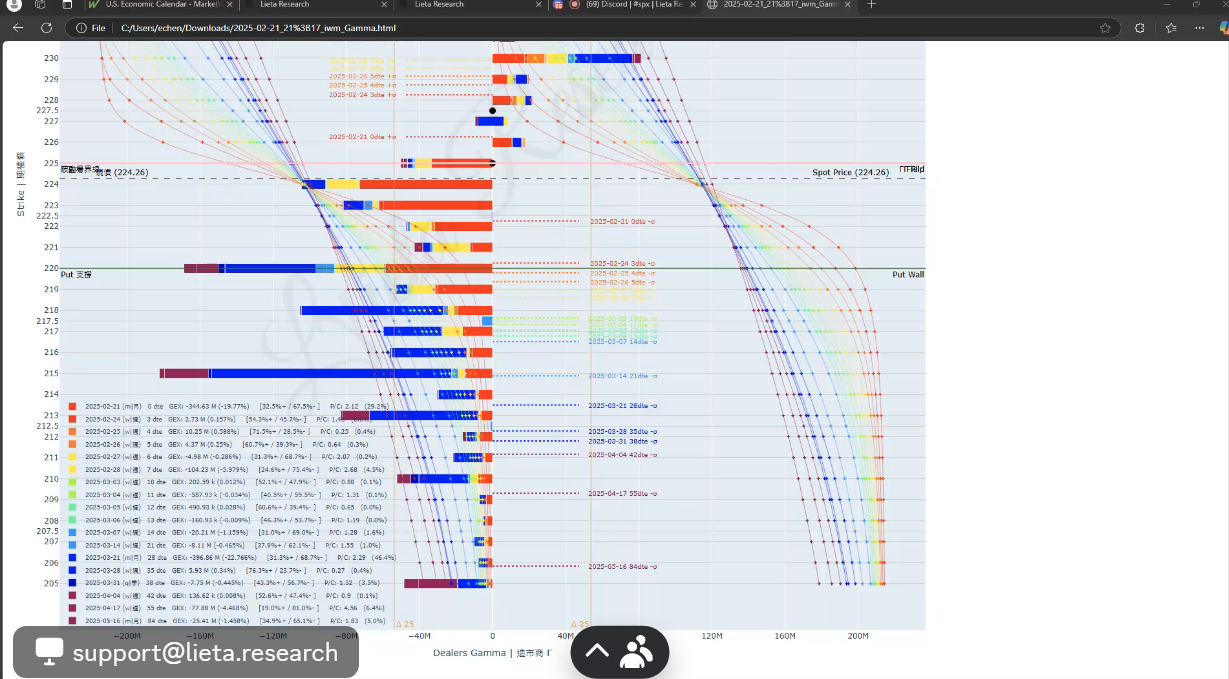 U.S. Economic Calendar - Market
Lieta Research
Lieta Research
(69) Discord | #spx | Lieta Re
2025-02-21_21%3B17_iwm_Gam
File C:/Users/echen/Downloads/2025-02-21_21%3B17_iwm_Gamma.html
230
229
2025-02-26 5dte +σ
2025-02-25 4dte +σ
228
2025-02-24 3dte +σ
227.5
227
2025-02-21 0dte +σ
226
225
現價 (224.26)
Spot Price (224.26)
224
Strike | 期權鏈
223
222.5
2025-02-21 0dte -σ
222
221
2025-02-24 3dte -σ
220
Put 支撐
Put Wall
2025-02-25 4dte -σ
2025-02-26 5dte -σ
219
218
217.5
217
2025-03-07 14dte -σ
216
215
2025-03-14 21dte -σ
214
2025-03-21 28dte -σ
213
212.5
2025-03-28 35dte -σ
212
2025-03-31 38dte -σ
211
2025-04-04 42dte -σ
210
2025-04-17 55dte -σ
209
208
207.5
207
206
2025-05-16 84dte -σ
205
2025-02-21 (m|月) 0 dte GEX: -344.63 M (-19.77%) [32.5%+ / 67.5%- ] P/C: 2.12 (29.2%)
2025-02-24 (w|週) 3 dte GEX: 2.73 M (0.157%) [54.3%+ / 45.7%- ]
2025-02-25 (w|週) 4 dte GEX: 10.25 M (0.588%) [71.5%+ / 28.5%- ] P/C: 0.25 (0.4%)
2025-02-26 (w|週) 5 dte GEX: 4.37 M (0.25%) [60.7%+ / 39.3%- ] P/C: 0.64 (0.3%)
2025-02-27 (w|週) 6 dte GEX: -4.98 M (-0.286%) [31.3%+ / 68.7%- ] P/C: 2.07 (0.2%)
2025-02-28 (w|週) 7 dte GEX: -104.23 M (-5.979%) [24.6%+ / 75.4%- ] P/C: 2.68 (4.5%)
2025-03-03 (w|週) 10 dte GEX: 202.59 k (0.012%) [52.1%+ / 47.9%- ] P/C: 0.88 (0.1%)
2025-03-04 (w|週) 11 dte GEX: -587.93 k (-0.034%) [40.5%+ / 59.5%- ] P/C: 1.31 (0.1%)
2025-03-05 (w|週) 12 dte GEX: 490.93 k (0.028%) [60.6%+ / 39.4%- ] P/C: 0.65 (0.0%)
2025-03-06 (w|週) 13 dte GEX: -160.93 k (-0.009%) [46.3%+ / 53.7%- ] P/C: 1.19 (0.0%)
2025-03-07 (w|週) 14 dte GEX: -20.21 M (-1.159%) [31.0%+ / 69.0%- ] P/C: 1.28 (1.6%)
2025-03-14 (w|週) 21 dte GEX: -8.11 M (-0.465%) [37.9%+ / 62.1%- ] P/C: 1.55 (1.0%)
2025-03-21 (m|月) 28 dte GEX: -396.86 M (-22.766%) [31.3%+ / 68.7%- ] P/C: 2.29 (46.4%)
2025-03-28 (w|週) 35 dte GEX: 5.93 M (0.34%) [76.3%+ / 23.7%- ] P/C: 0.27 (0.4%)
2025-03-31 (q|季) 38 dte GEX: -7.75 M (-0.445%) [43.3%+ / 56.7%- ] P/C: 1.52 (3.5%)
2025-04-04 (w|週) 42 dte GEX: 136.62 k (0.008%) [52.6%+ / 47.4%- ] P/C: 0.9 (0.1%)
2025-04-17 (w|週) 55 dte GEX: -77.88 M (-4.468%) [19.0%+ / 81.0%- ] P/C: 4.56 (6.4%)
2025-05-16 (m|月) 84 dte GEX: -25.41 M (-1.458%) [34.9%+ / 65.1%- ] P/C: 1.83 (5.0%)
Δ 25
Δ 25
−200M −160M −120M −80M −40M 0 40M 120M 160M 200M
Dealers Gamma | 造市商 Γ
support@lieta.research